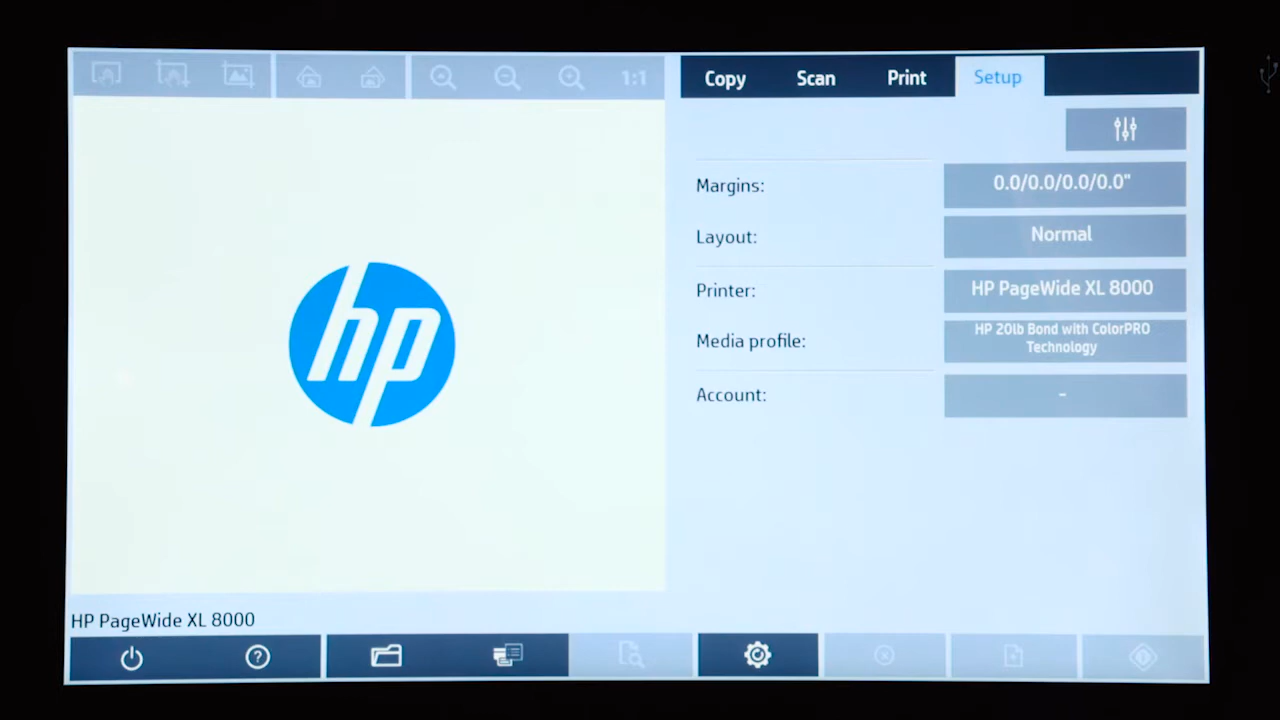 1:1
Copy Scan Print Setup
Margins: 0.0/0.0/0.0/0.0"
Layout: Normal
Printer: HP PageWide XL 8000
Media profile: HP 20lb Bond with ColorPRO
Technology
Account: -
hp
HP PageWide XL 8000